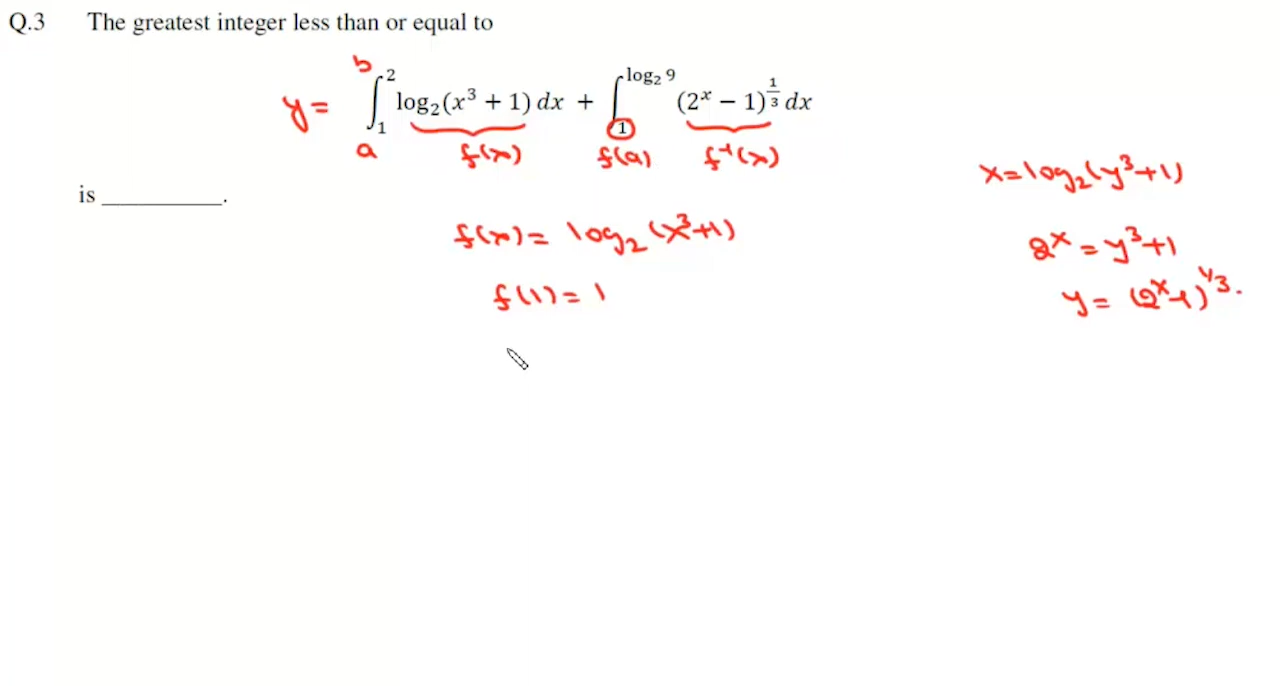 Q.3 The greatest integer less than or equal to
b
y = ∫₁² log₂(x³ + 1) dx + ∫₁^(log₂ 9) (2ˣ − 1)^(1/3) dx
a f(x) f(a) f⁻¹(x)
is __________.
x = log₂(y³+1)
f(x) = log₂(x³+1)
2ˣ = y³+1
f(1) = 1
y = (2ˣ-1)^(1/3).